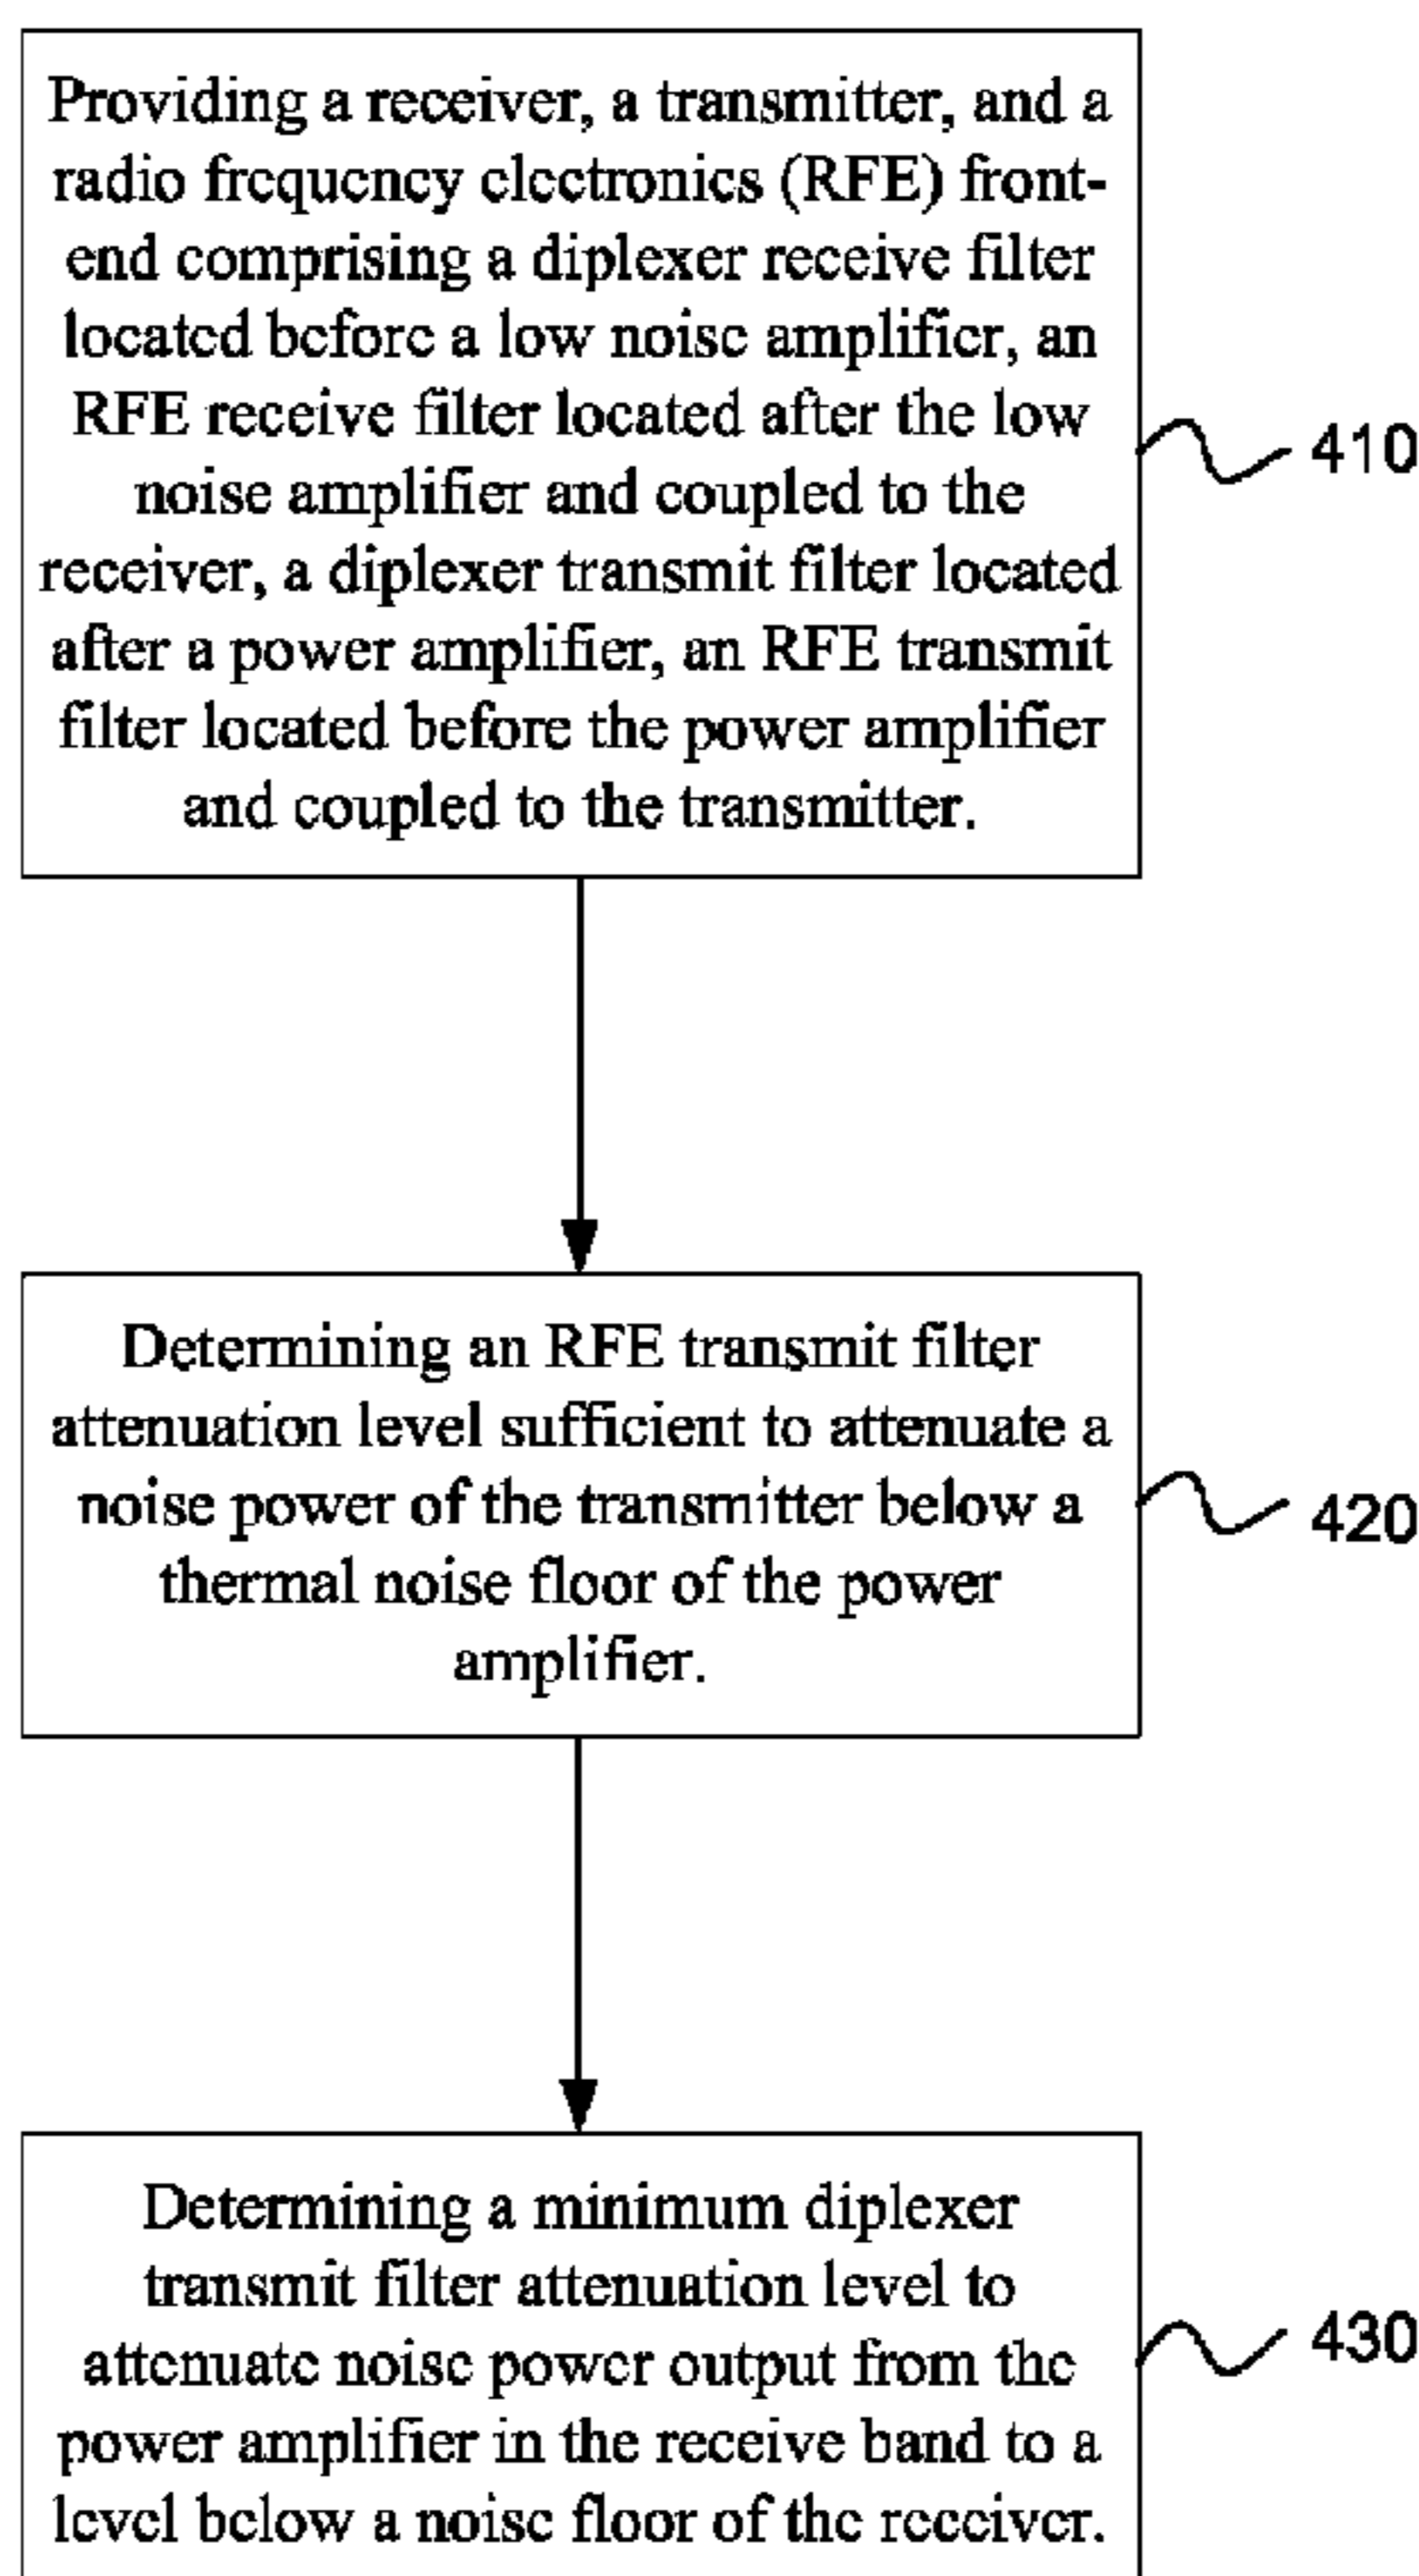 Providing a receiver, a transmitter, and a
radio frequency electronics (RFE) front-
end comprising a diplexer receive filter
located before a low noise amplifier, an
RFE receive filter located after the low
noise amplifier and coupled to the
receiver, a diplexer transmit filter located
after a power amplifier, an RFE transmit
filter located before the power amplifier
and coupled to the transmitter.
410
Determining an RFE transmit filter
attenuation level sufficient to attenuate a
noise power of the transmitter below a
thermal noise floor of the power
amplifier.
420
Determining a minimum diplexer
transmit filter attenuation level to
attenuate noise power output from the
power amplifier in the receive band to a
level below a noise floor of the receiver.
430